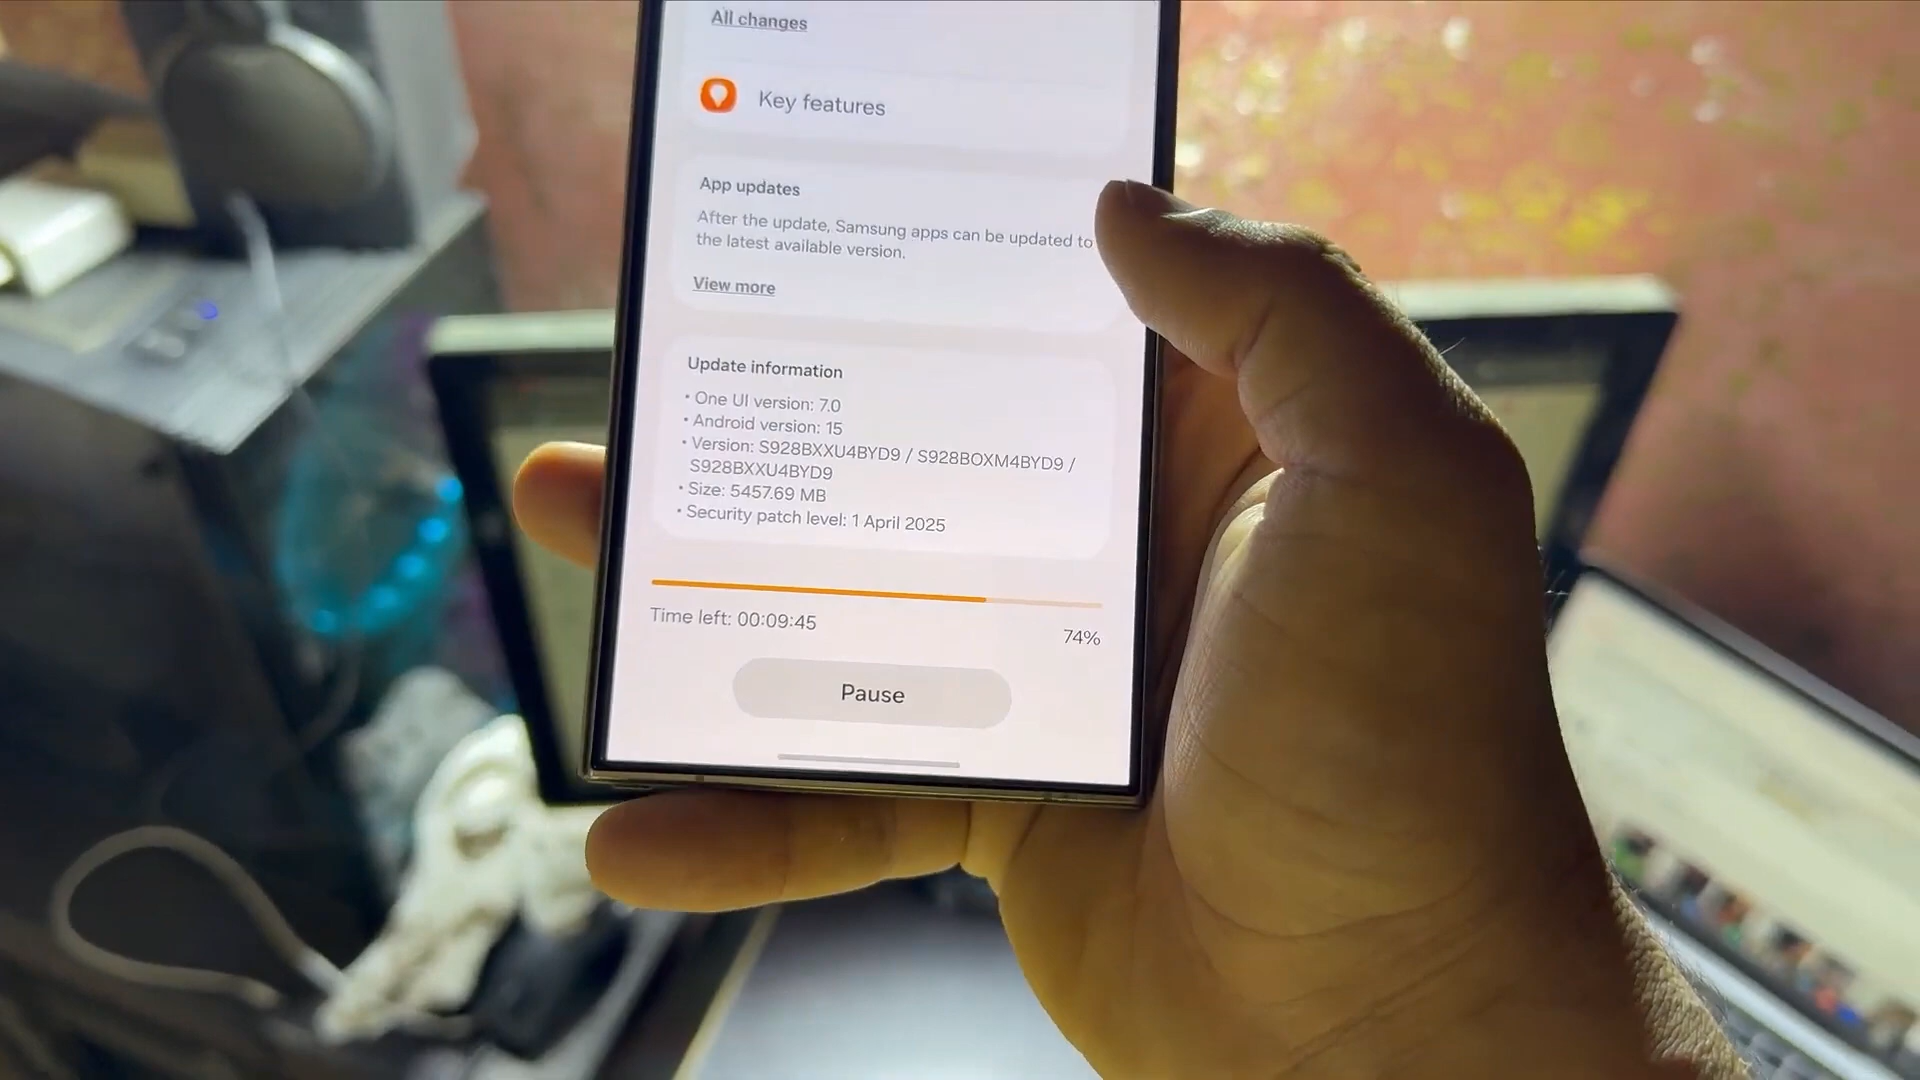 All changes
Key features
App updates
After the update, Samsung apps can be updated to
the latest available version.
View more
Update information
• One UI version: 7.0
• Android version: 15
• Version: S928BXXU4BYD9 / S928BOXM4BYD9 /
S928BXXU4BYD9
• Size: 5457.69 MB
• Security patch level: 1 April 2025
Time left: 00:09:45
74%
Pause